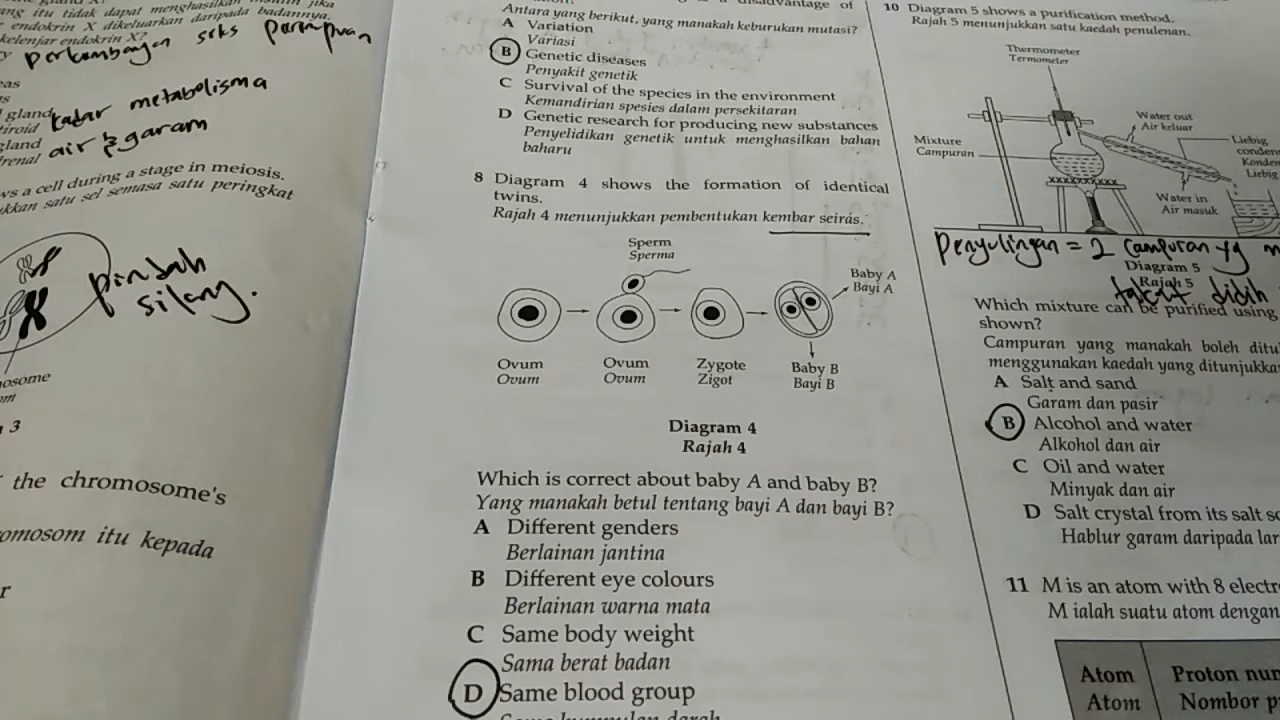 itu tidak dapat menghasilkan
endokrin X dikeluarkan daripada badannya.
kelenjar endokrin X?
perkembangan seks perempuan
gland
kadar metabolisma
gland
air & garam
a cell during a stage in meiosis.
satu sel semasa satu peringkat
pindah
silang.
3
the chromosome's
itu kepada
of
Antara yang berikut, yang manakah keburukan mutasi?
A Variation
Variasi
B Genetic diseases
Penyakit genetik
C Survival of the species in the environment
Kemandirian spesies dalam persekitaran
D Genetic research for producing new substances
Penyelidikan genetik untuk menghasilkan bahan
baharu
8 Diagram 4 shows the formation of identical
twins.
Rajah 4 menunjukkan pembentukan kembar seiras.
Sperm
Sperma
Baby A
Bayi A
Ovum
Ovum
Ovum
Ovum
Zygote
Zigot
Baby B
Bayi B
Diagram 4
Rajah 4
Which is correct about baby A and baby B?
Yang manakah betul tentang bayi A dan bayi B?
A Different genders
Berlainan jantina
B Different eye colours
Berlainan warna mata
C Same body weight
Sama berat badan
D Same blood group
10 Diagram 5 shows a purification method.
Rajah 5 menunjukkan satu kaedah penulenan.
Thermometer
Termometer
Water out
Air keluar
Mixture
Campuran
Liebig
Liebig
Water in
Air masuk
Penyulingan = 2 campuran yg
Diagram 5
Rajah 5
takat didih
Which mixture can be purified using
shown?
Campuran yang manakah boleh
menggunakan kaedah yang
A Salt and sand
Garam dan pasir
B Alcohol and water
Alkohol dan air
C Oil and water
Minyak dan air
D Salt crystal from its salt
Hablur garam daripada
11 M is an atom with 8
M ialah suatu atom dengan
Atom Proton
Atom Nombor